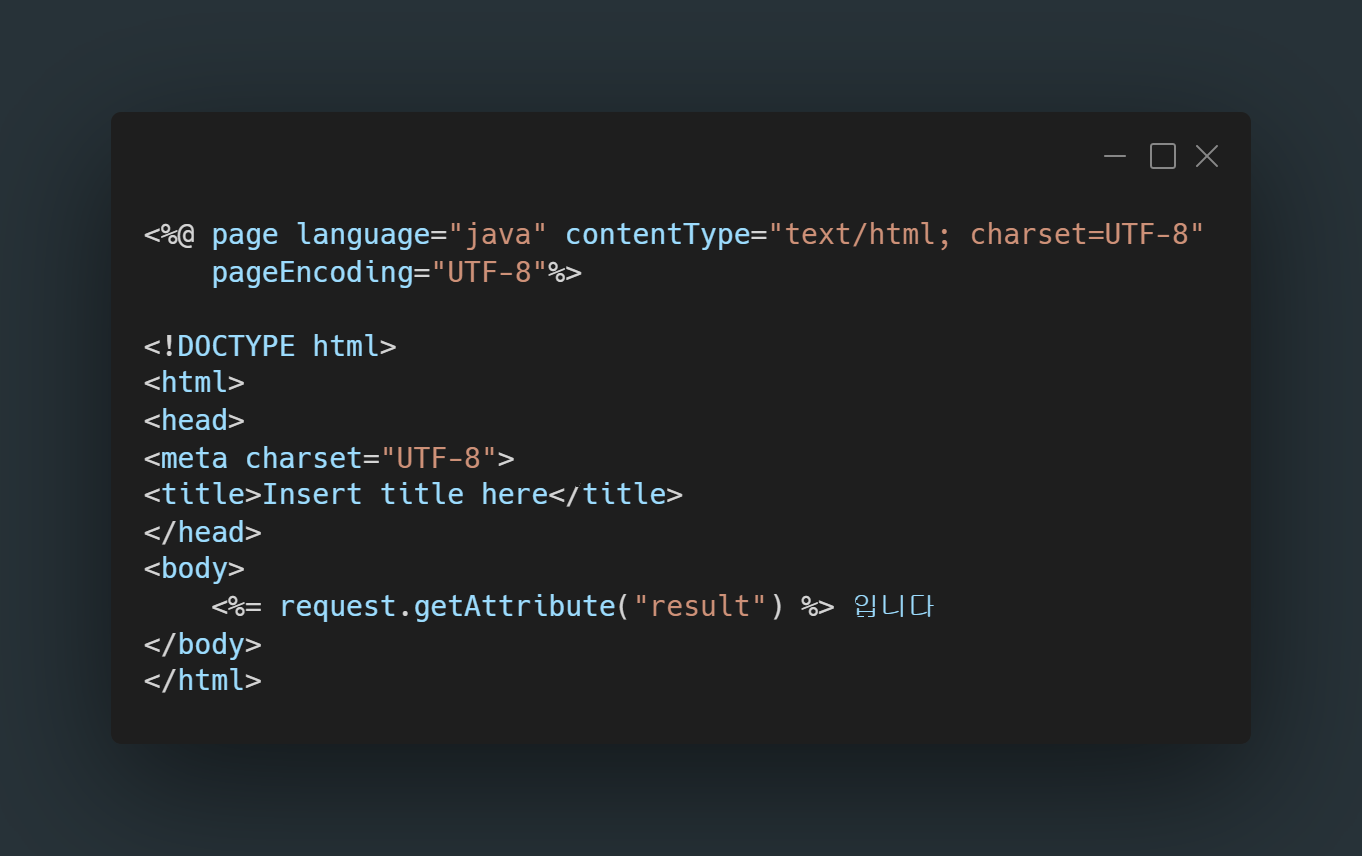 <%@ page language="java" contentType="text/html; charset=UTF-8"
    pageEncoding="UTF-8"%>

<!DOCTYPE html>
<html>
<head>
<meta charset="UTF-8">
<title>Insert title here</title>
</head>
<body>
    <%= request.getAttribute("result") %> 입니다
</body>
</html>